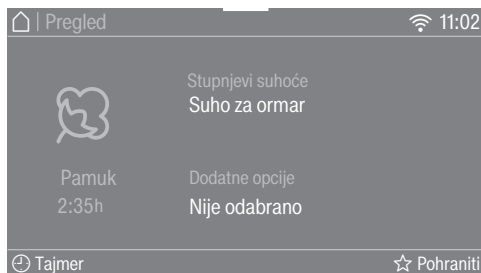 | Pregled 11:02
Stupnjevi suhoće
Suho za ormar
Pamuk
2:35h
Dodatne opcije
Nije odabrano
Tajmer Pohraniti